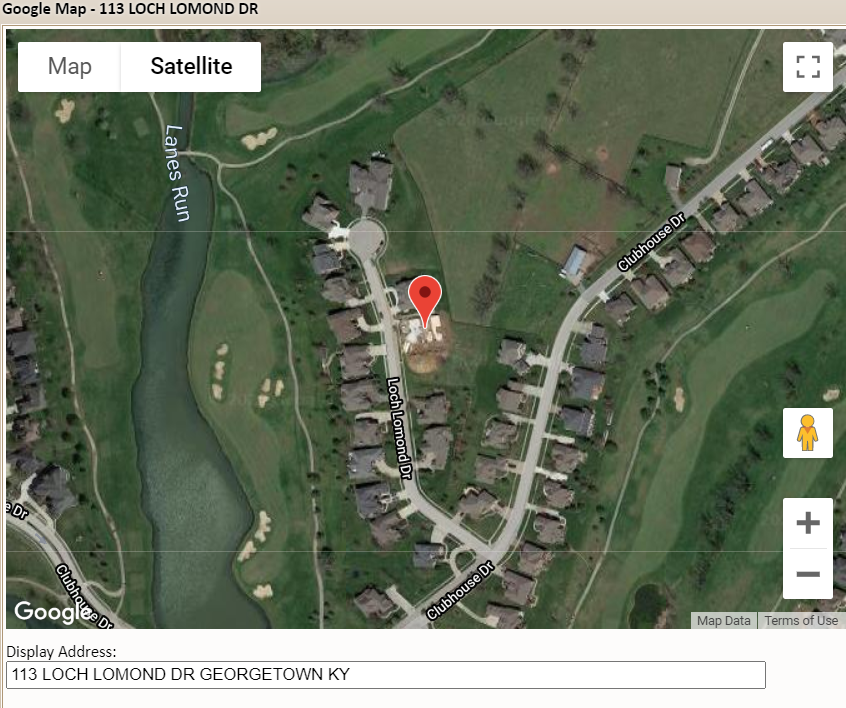 Google Map - 113 LOCH LOMOND DR
Map
Satellite
Lanes Run
Clubhouse Dr
Loch Lomond Dr
e Dr
Clubhouse Dr
Clubhouse Dr
Google
Map Data
Terms of Use
Display Address:
113 LOCH LOMOND DR GEORGETOWN KY